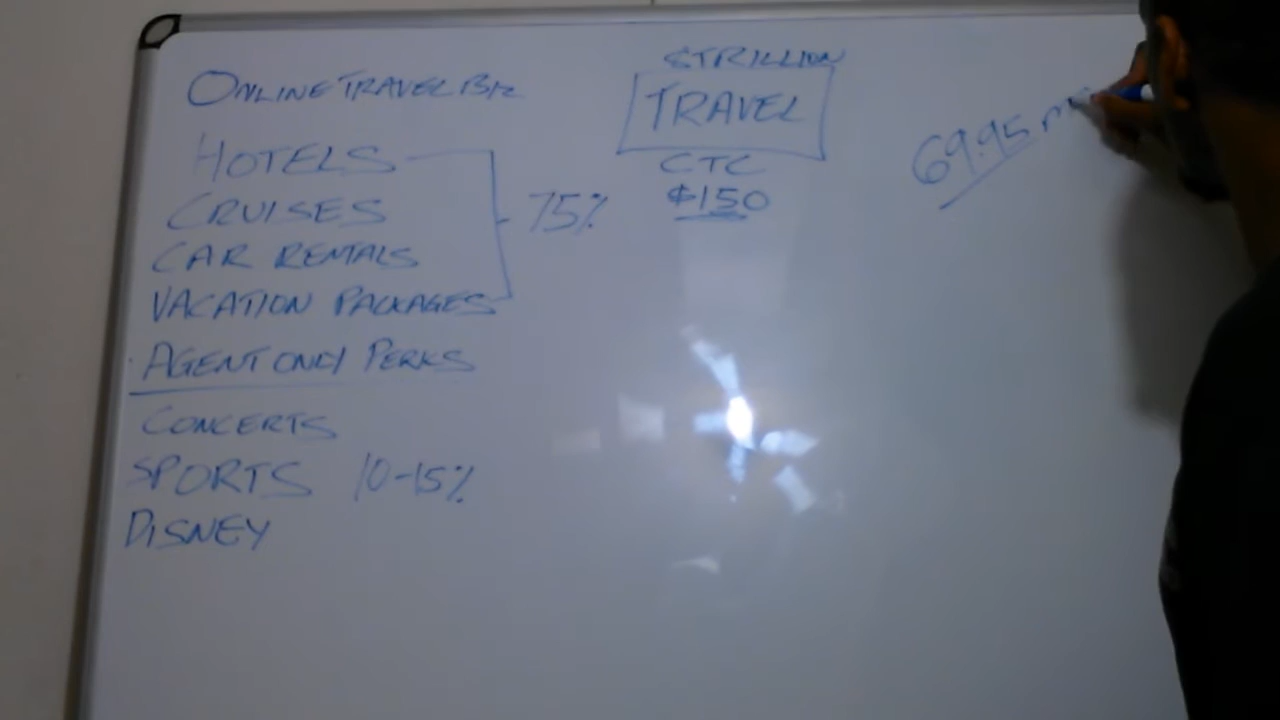 ONLINE TRAVEL BIZ
HOTELS
CRUISES
CAR RENTALS
VACATION PACKAGES
75%
AGENT ONLY PERKS
CONCERTS
SPORTS 10-15%
DISNEY
8TRILLION
TRAVEL
CTC
$150
69.95